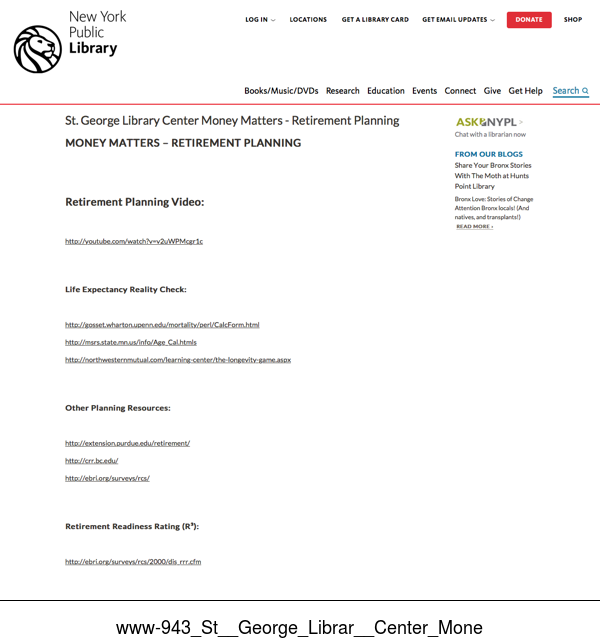 New York
Public
Library
LOG IN
LOCATIONS
GET A LIBRARY CARD
GET EMAIL UPDATES
DONATE
SHOP
Books/Music/DVDs Research Education Events Connect Give Get Help Search
St. George Library Center Money Matters - Retirement Planning
MONEY MATTERS – RETIREMENT PLANNING
Retirement Planning Video:
http://youtube.com/watch?v=v2uWPMcgr1c
Life Expectancy Reality Check:
http://gosset.wharton.upenn.edu/mortality/perl/CalcForm.html
http://msrs.state.mn.us/info/Age_Cal.htmls
http://northwesternmutual.com/learning-center/the-longevity-game.aspx
Other Planning Resources:
http://extension.purdue.edu/retirement/
http://crr.bc.edu/
http://ebri.org/surveys/rcs/
Retirement Readiness Rating (R³):
http://ebri.org/surveys/rcs/2000/dis_rrr.cfm
ASK NYPL >
Chat with a librarian now
FROM OUR BLOGS
Share Your Bronx Stories
With The Moth at Hunts
Point Library
Bronx Love: Stories of Change
Attention Bronx locals! (And
natives, and transplants!)
READ MORE ›
www-943_St__George_Librar__Center_Mone